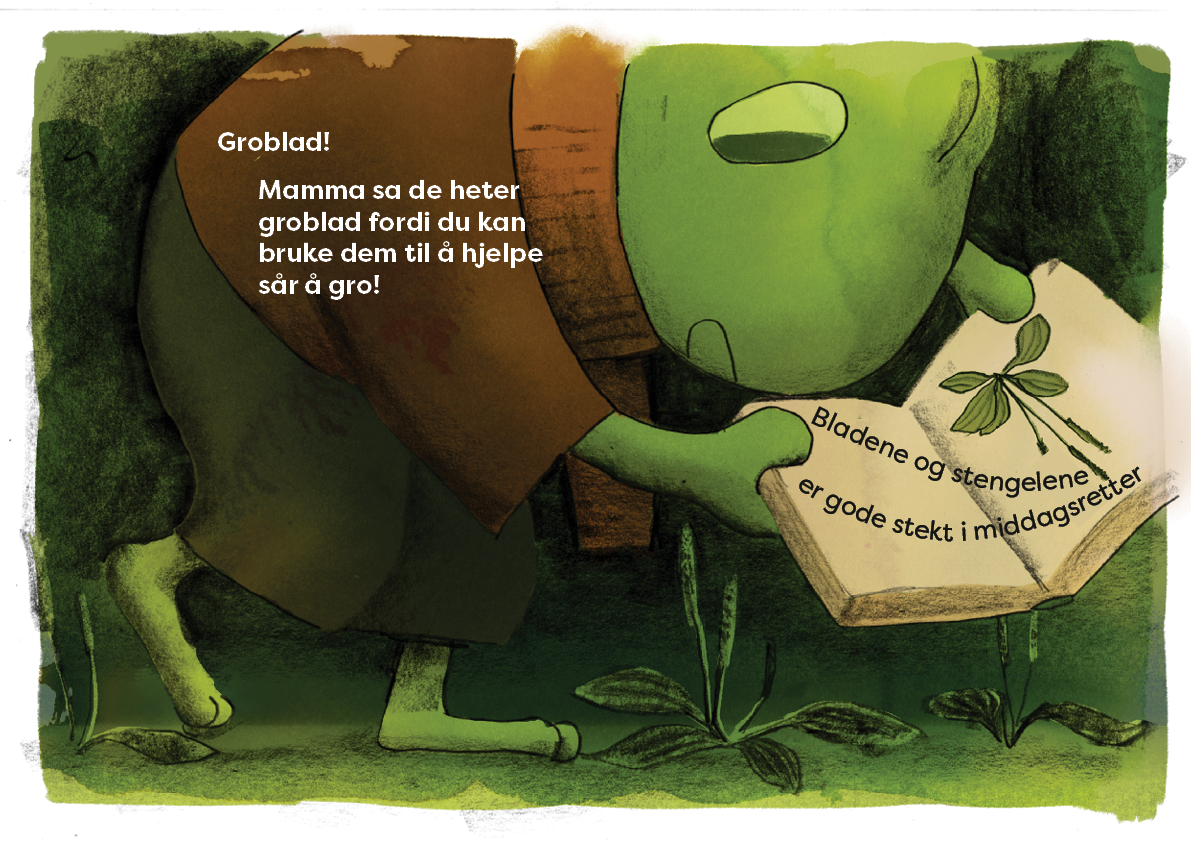 Groblad!
Mamma sa de heter
groblad fordi du kan
bruke dem til å hjelpe
sår å gro!
Bladene og stengelene
er gode stekt i middagsretter